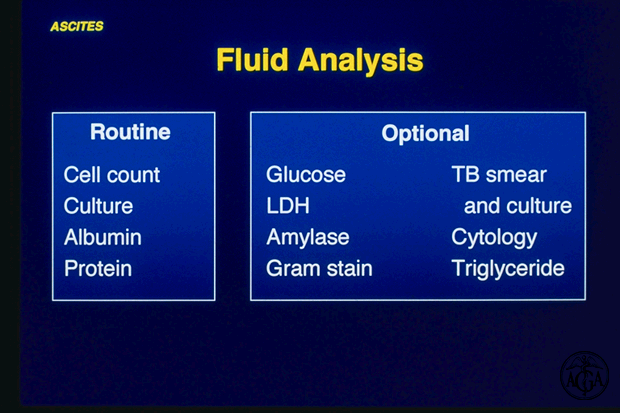 ASCITES
Fluid Analysis
Routine
Cell count
Culture
Albumin
Protein
Optional
Glucose
LDH
Amylase
Gram stain
TB smear
and culture
Cytology
Triglyceride
AGA